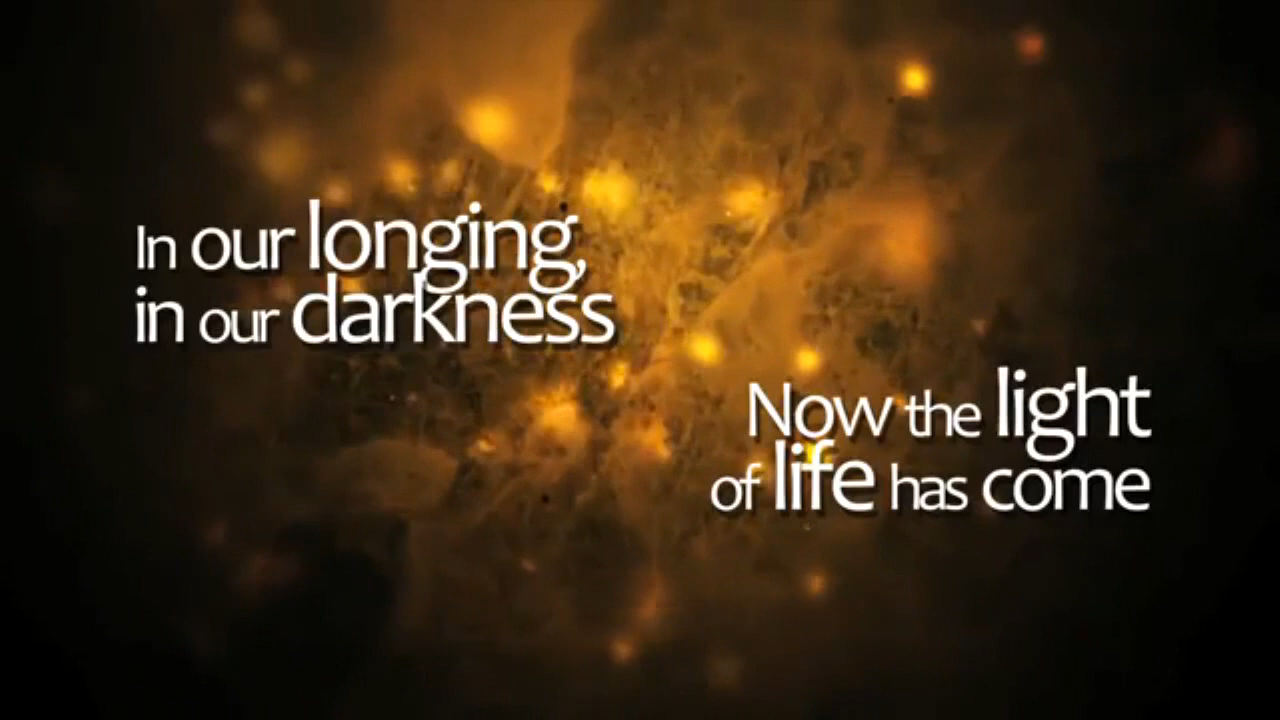 In our longing,
in our darkness
Now the light
of life has come